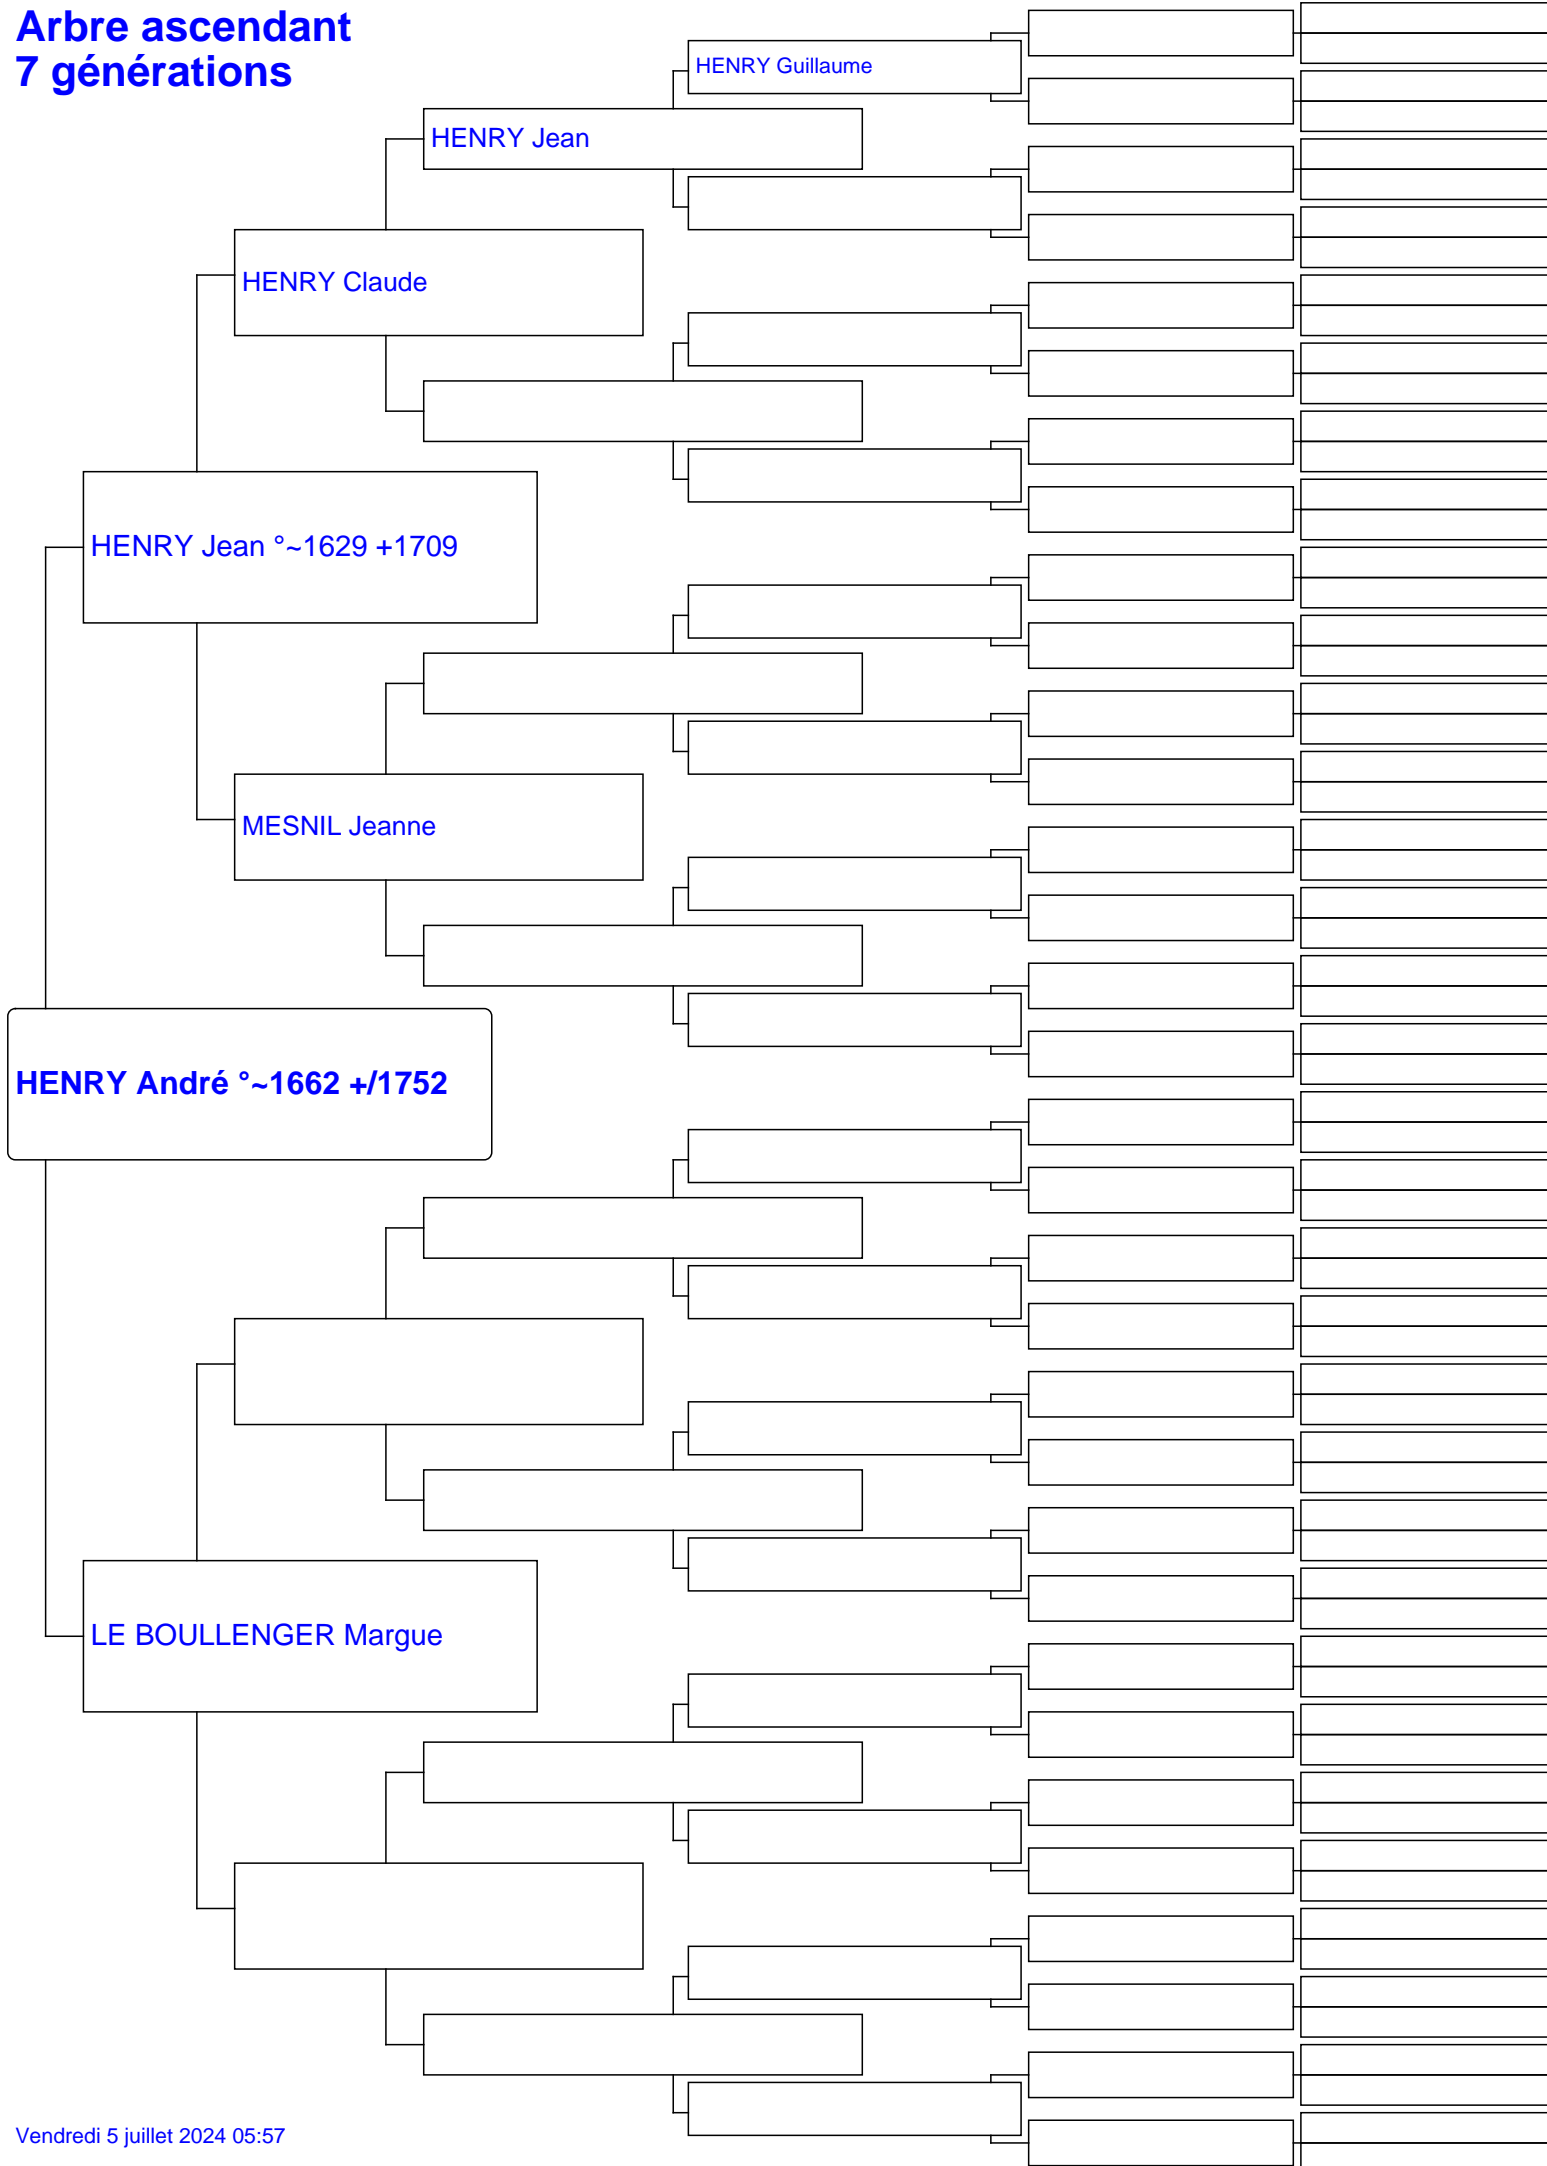 Arbre ascendant
7 générations
HENRY Guillaume
HENRY Jean
HENRY Claude
HENRY Jean °~1629 +1709
MESNIL Jeanne
HENRY André °~1662 +/1752
LE BOULLENGER Margue
Vendredi 5 juillet 2024 05:57